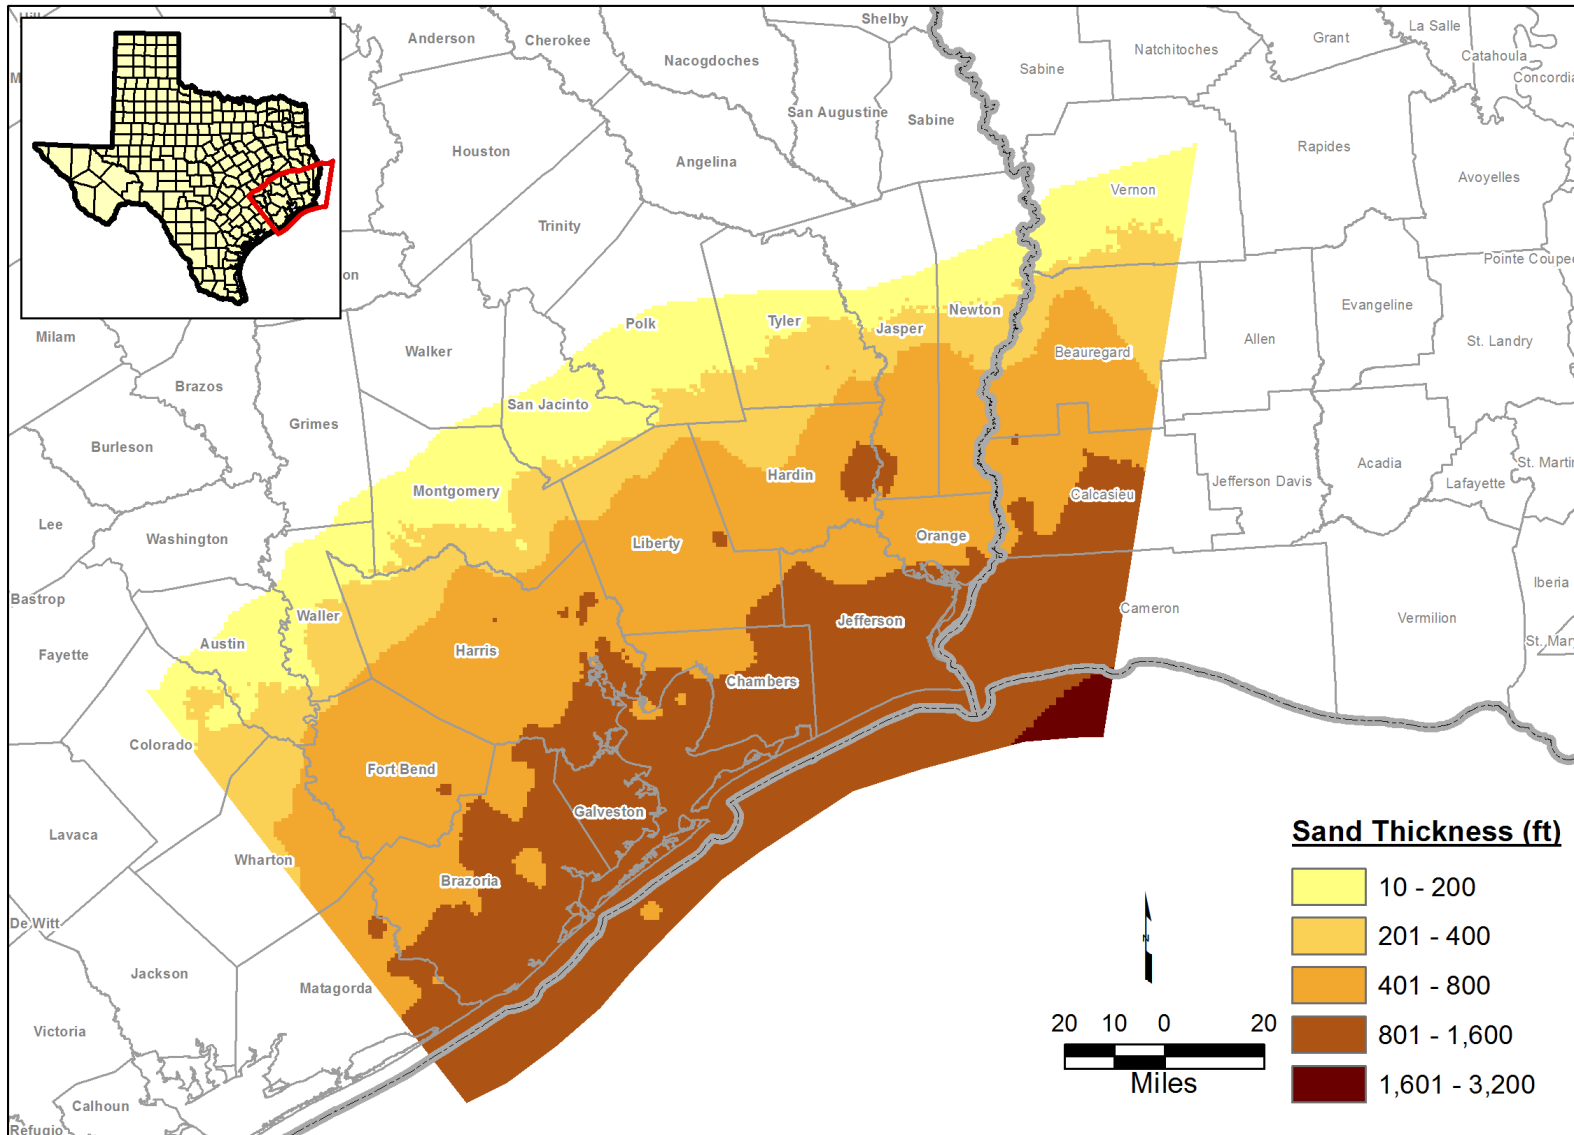 Shelby
Anderson
Cherokee
Nacogdoches
San Augustine
Sabine
Sabine
Natchitoches
Grant
La Salle
Catahoula
Concordia
Houston
Angelina
Rapides
Avoyelles
Vernon
Trinity
Pointe Coupee
Milam
Brazos
Walker
Polk
Tyler
Jasper
Newton
Beauregard
Allen
Evangeline
St. Landry
Burleson
Grimes
San Jacinto
Montgomery
Hardin
Calcasieu
Jefferson Davis
Acadia
Lafayette
St. Martin
Lee
Washington
Liberty
Orange
Bastrop
Waller
Austin
Harris
Jefferson
Cameron
Vermilion
Iberia
St. Mary
Fayette
Chambers
Colorado
Fort Bend
Galveston
Lavaca
Wharton
Brazoria
De Witt
Jackson
Matagorda
Victoria
Calhoun
Refugio
Sand Thickness (ft)
10 - 200
201 - 400
401 - 800
801 - 1,600
1,601 - 3,200
N
20 10 0 20
Miles